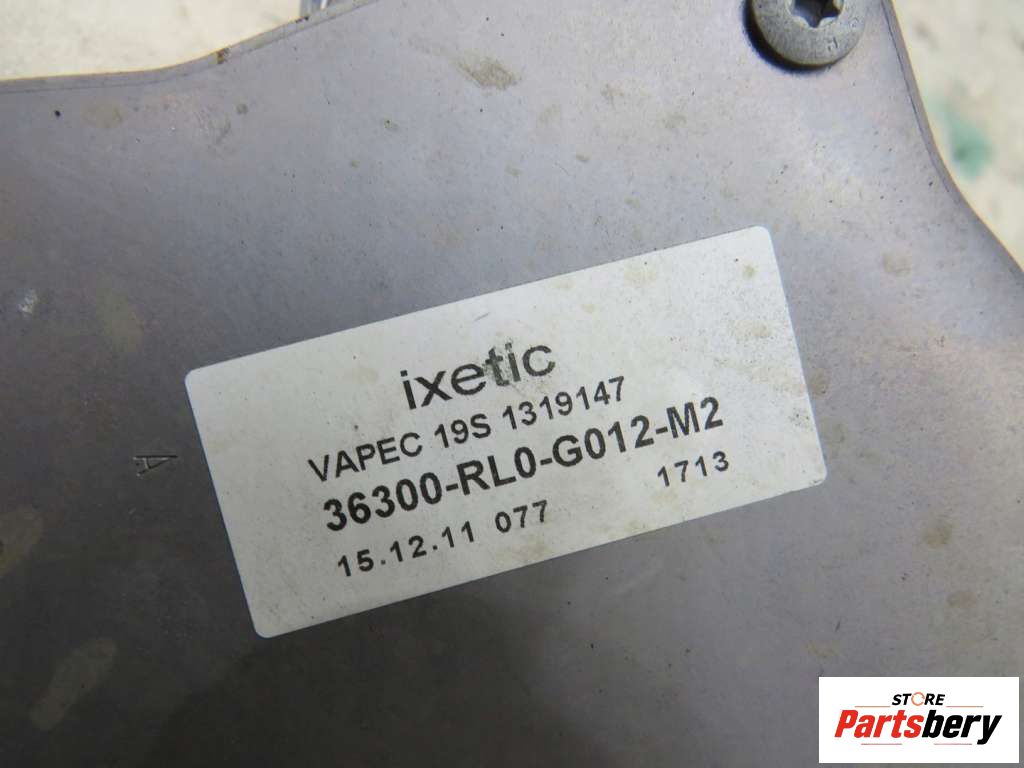 ixetic
VAPEC 19S 1319147
36300-RL0-G012-M2
15.12.11 077 1713
A
STORE
Partsbery